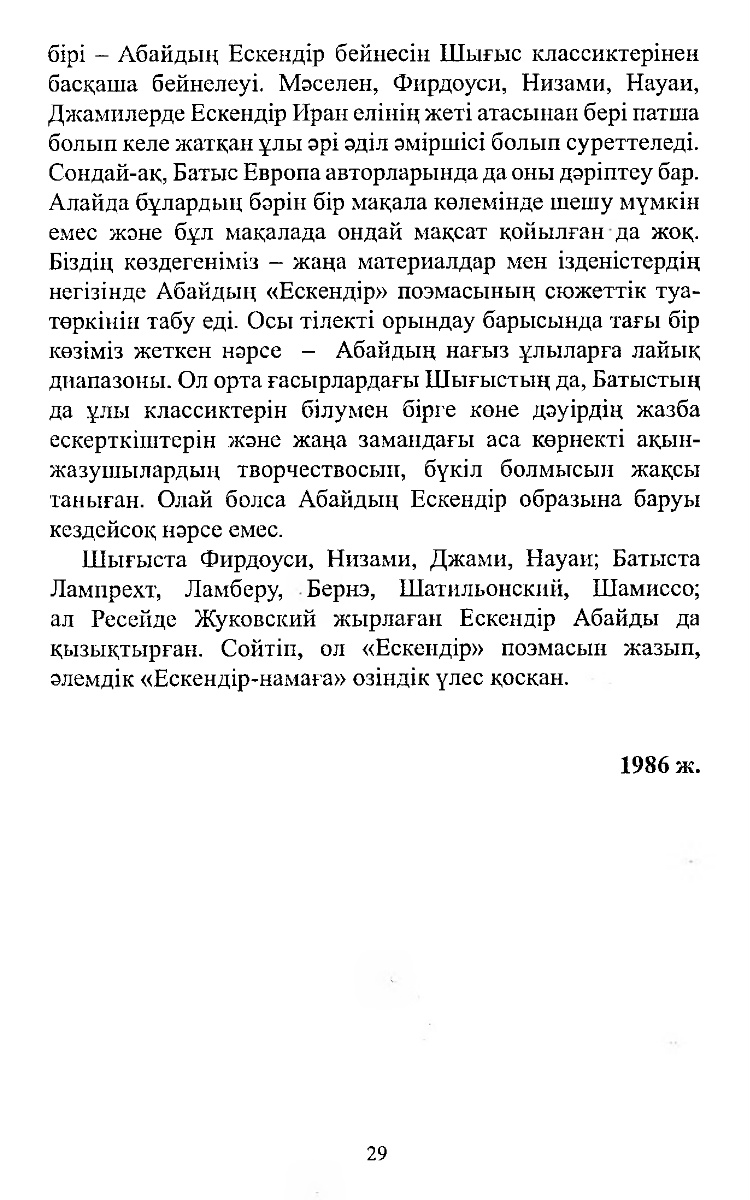 бірі – Абайдың Ескендір бейнесін Шығыс классиктерінен
басқаша бейнелеуі. Мәселен, Фирдоуси, Низами, Науаи,
Джамилерде Ескендір Иран елінің жеті атасынан бері патша
болып келе жатқан ұлы әрі әділ әміршісі болып суреттеледі.
Сондай-ақ, Батыс Европа авторларында да оны дәріптеу бар.
Алайда бұлардың бәрін бір мақала көлемінде шешу мүмкін
емес және бұл мақалада ондай мақсат қойылған да жоқ.
Біздің көздегеніміз – жаңа материалдар мен ізденістердің
негізінде Абайдың «Ескендір» поэмасының сюжеттік туа-
төркінін табу еді. Осы тілекті орындау барысында тағы бір
көзіміз жеткен нәрсе – Абайдың нағыз ұлыларға лайық
диапазоны. Ол орта ғасырлардағы Шығыстың да, Батыстың
да ұлы классиктерін білумен бірге көне дәуірдің жазба
ескерткіштерін және жаңа замандағы аса көрнекті ақын-
жазушылардың творчествосын, бүкіл болмысын жақсы
таныған. Олай болса Абайдың Ескендір образына баруы
кездейсоқ нәрсе емес.
Шығыста Фирдоуси, Низами, Джами, Науаи; Батыста
Лампрехт, Ламберу, Бернэ, Шатильонский, Шамиссо;
ал Ресейде Жуковский жырлаған Ескендір Абайды да
қызықтырған. Сөйтіп, ол «Ескендір» поэмасын жазып,
әлемдік «Ескендір-намаға» өзіндік үлес қосқан.
1986 ж.
29